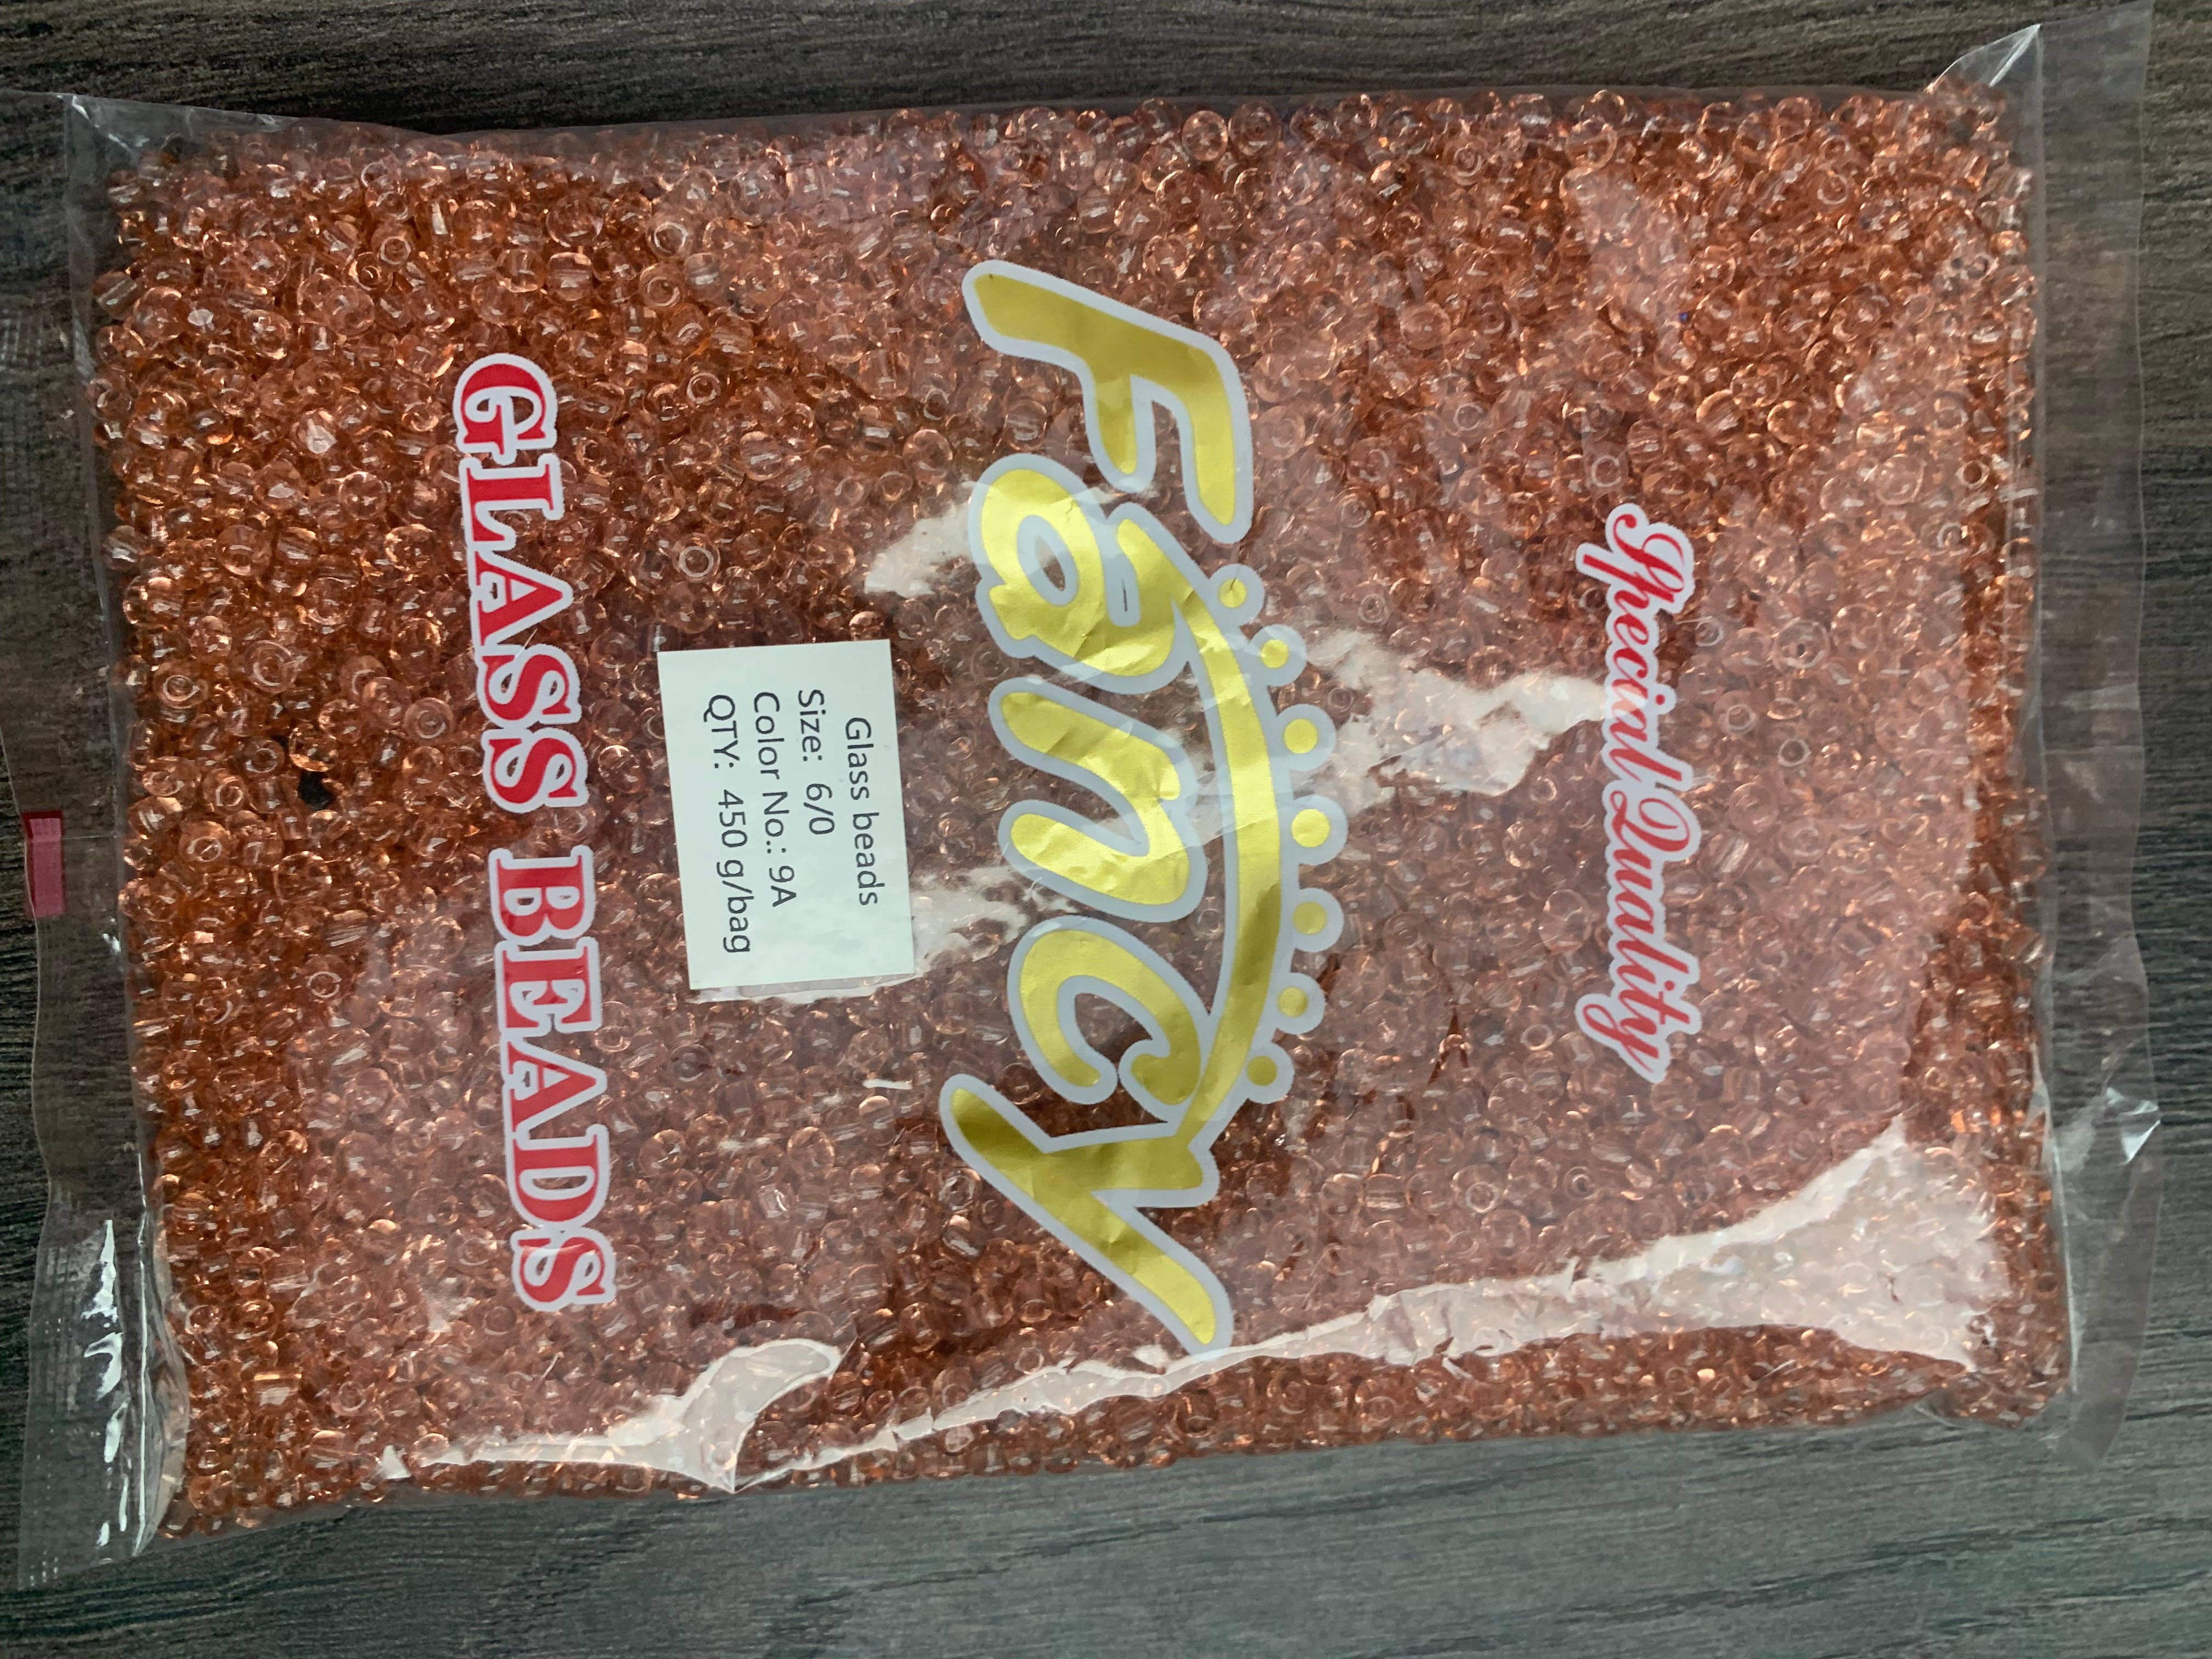 Special Quality
Fancy
Glass beads
Size: 6/0
Color No.: 9A
QTY: 450 g/bag
GLASS BEADS